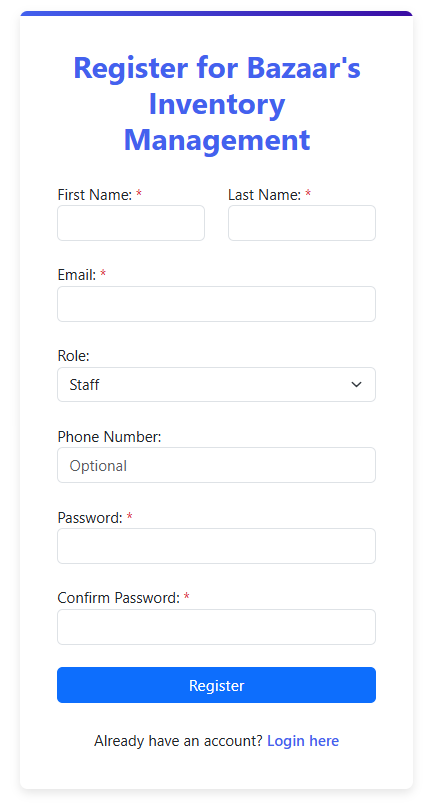 Register for Bazaar's
Inventory
Management
First Name: * Last Name: *
Email: *
Role:
Staff
Phone Number:
Optional
Password: *
Confirm Password: *
Register
Already have an account? Login here